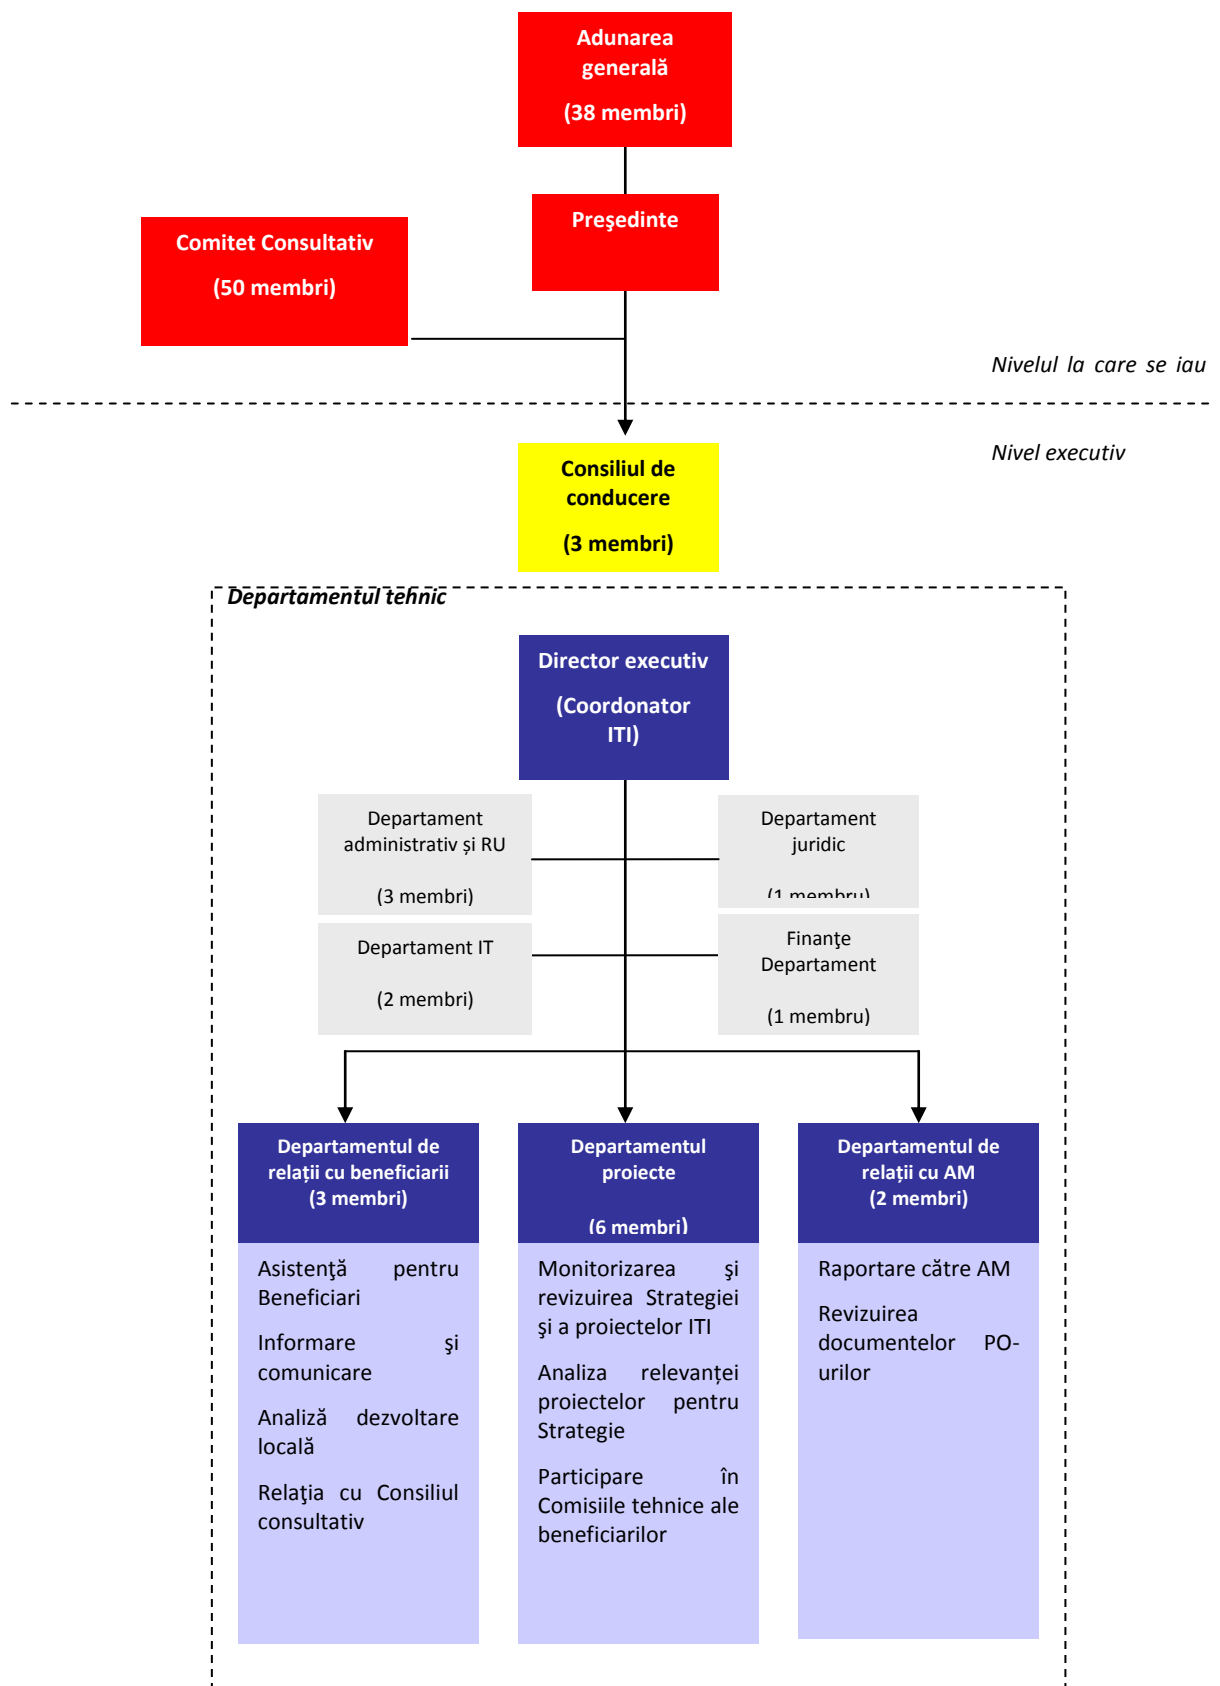 Adunarea
generală
(38 membri)
Preşedinte
Comitet Consultativ
(50 membri)
Nivelul la care se iau
Nivel executiv
Consiliul de
conducere
(3 membri)
Departamentul tehnic
Director executiv
(Coordonator
ITI)
Departament
administrativ și RU
(3 membri)
Departament
juridic
(1 membru)
Departament IT
(2 membri)
Finanţe
Departament
(1 membru)
Departamentul de
relații cu beneficiarii
(3 membri)
Asistenţă pentru
Beneficiari
Informare şi
comunicare
Analiză dezvoltare
locală
Relaţia cu Consiliul
consultativ
Departamentul
proiecte
(6 membri)
Monitorizarea şi
revizuirea Strategiei
şi a proiectelor ITI
Analiza relevanței
proiectelor pentru
Strategie
Participare în
Comisiile tehnice ale
beneficiarilor
Departamentul de
relații cu AM
(2 membri)
Raportare către AM
Revizuirea
documentelor PO-
urilor